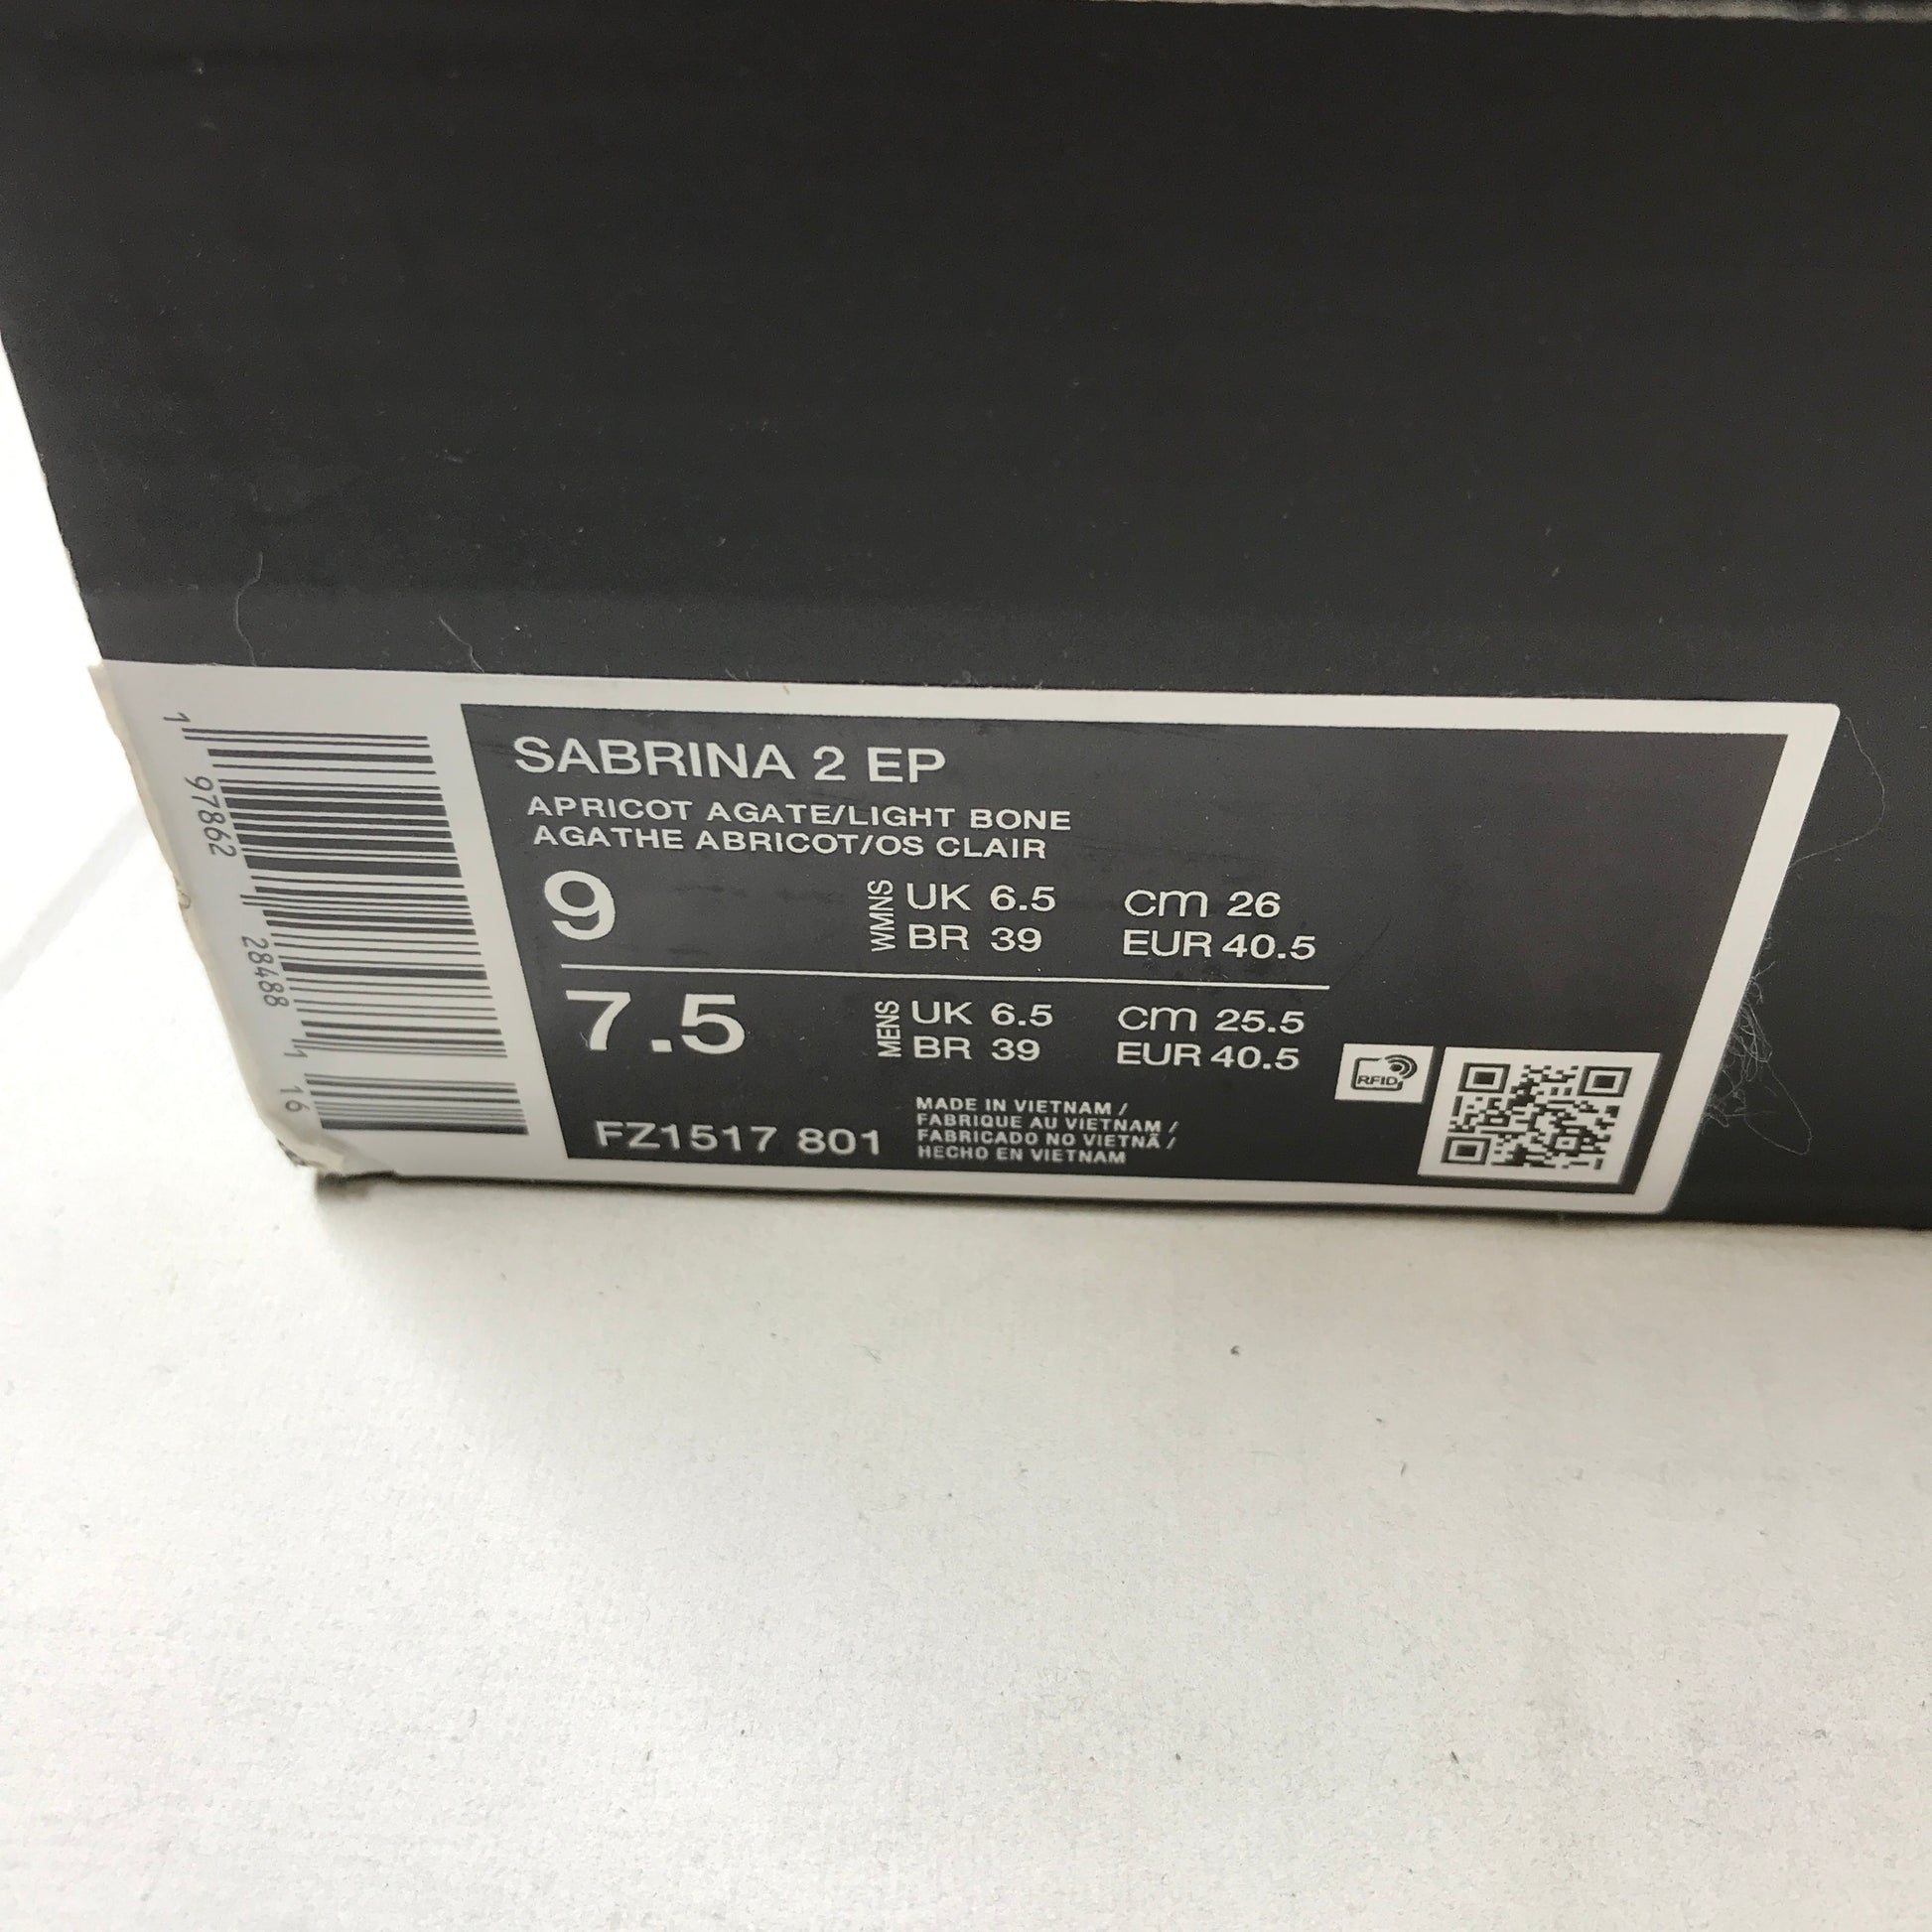 SABRINA 2 EP
APRICOT AGATE/LIGHT BONE
AGATHE ABRICOT/OS CLAIR
9
WMNS
UK 6.5 cm 26
BR 39 EUR 40.5
7.5
MENS
UK 6.5 cm 25.5
BR 39 EUR 40.5
FZ1517 801
MADE IN VIETNAM /
FABRIQUE AU VIETNAM /
FABRICADO NO VIETNÃ /
HECHO EN VIETNAM
RFID
1 97862 28488 1 16